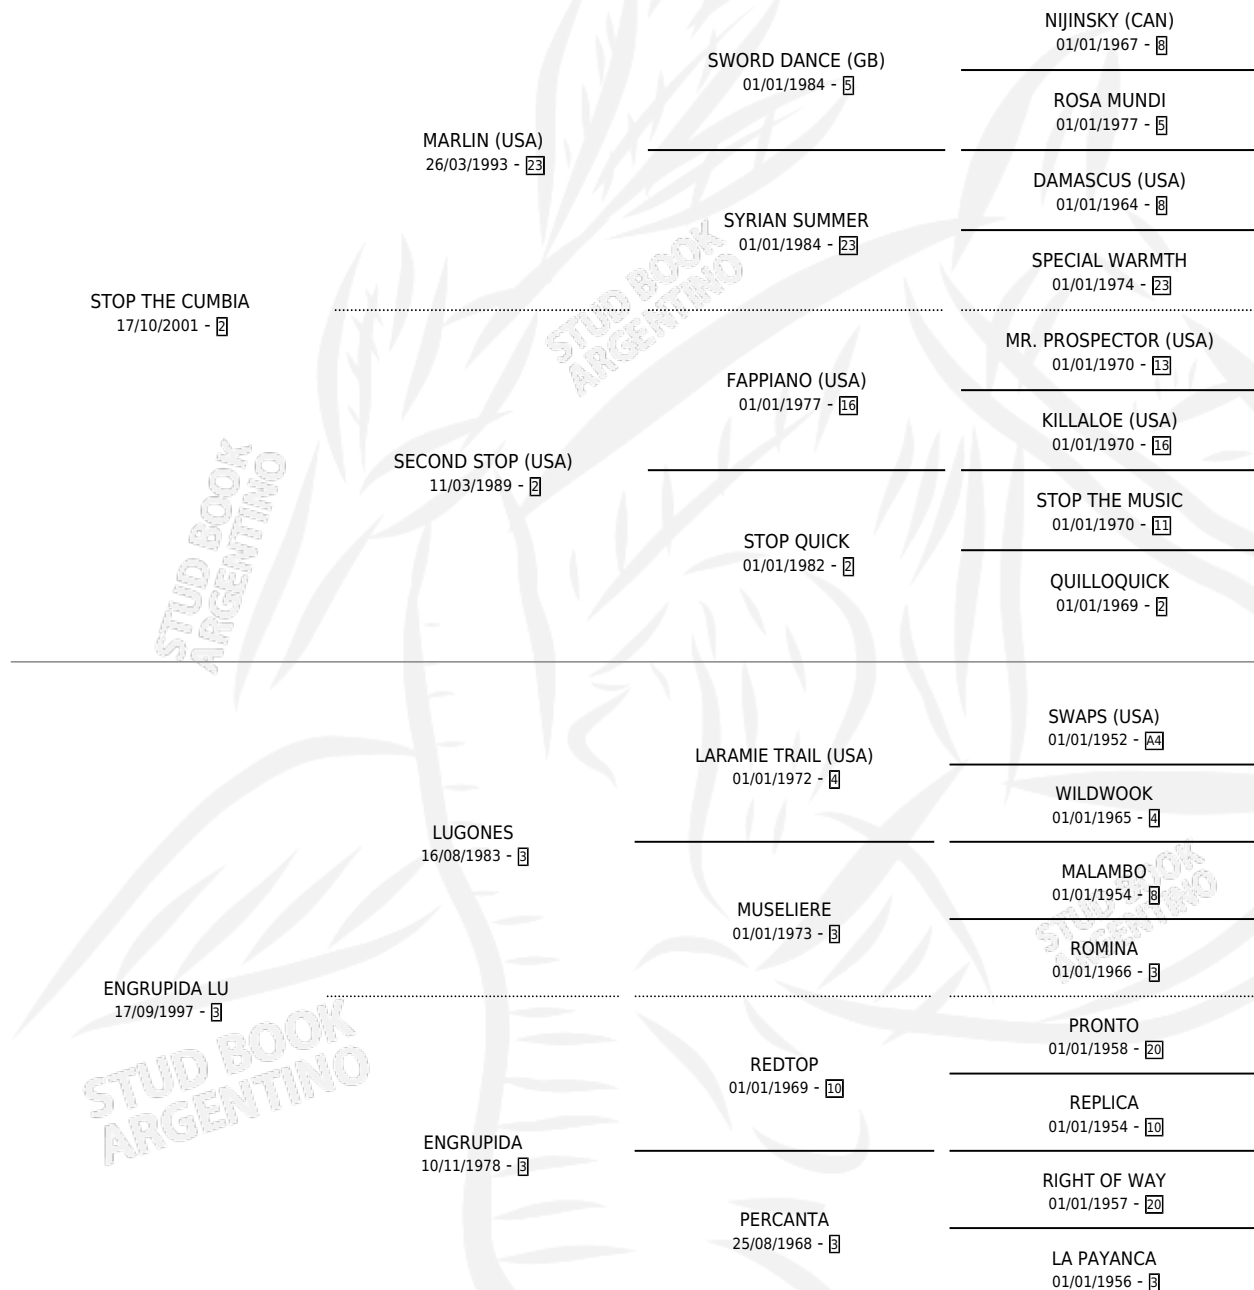 NIJINSKY (CAN)
01/01/1967 - 8
SWORD DANCE (GB)
01/01/1984 - 5
ROSA MUNDI
01/01/1977 - 5
MARLIN (USA)
26/03/1993 - 23
DAMASCUS (USA)
01/01/1964 - 8
SYRIAN SUMMER
01/01/1984 - 23
SPECIAL WARMTH
01/01/1974 - 23
STOP THE CUMBIA
17/10/2001 - 2
STUD BOOK
ARGENTINO
MR. PROSPECTOR (USA)
01/01/1970 - 13
FAPPIANO (USA)
01/01/1977 - 16
KILLALOE (USA)
01/01/1970 - 16
SECOND STOP (USA)
11/03/1989 - 2
STOP THE MUSIC
01/01/1970 - 11
STOP QUICK
01/01/1982 - 2
QUILLOQUICK
01/01/1969 - 2
STUD BOOK
ARGENTINO
SWAPS (USA)
01/01/1952 - A4
LARAMIE TRAIL (USA)
01/01/1972 - 4
WILDWOOK
01/01/1965 - 4
LUGONES
16/08/1983 - 3
MALAMBO
01/01/1954 - 8
MUSELIERE
01/01/1973 - 3
ROMINA
01/01/1966 - 3
STUD BOOK
ARGENTINO
ENGRUPIDA LU
17/09/1997 - 3
PRONTO
01/01/1958 - 20
REDTOP
01/01/1969 - 10
REPLICA
01/01/1954 - 10
STUD BOOK
ARGENTINO
ENGRUPIDA
10/11/1978 - 3
RIGHT OF WAY
01/01/1957 - 20
PERCANTA
25/08/1968 - 3
LA PAYANCA
01/01/1956 - 3